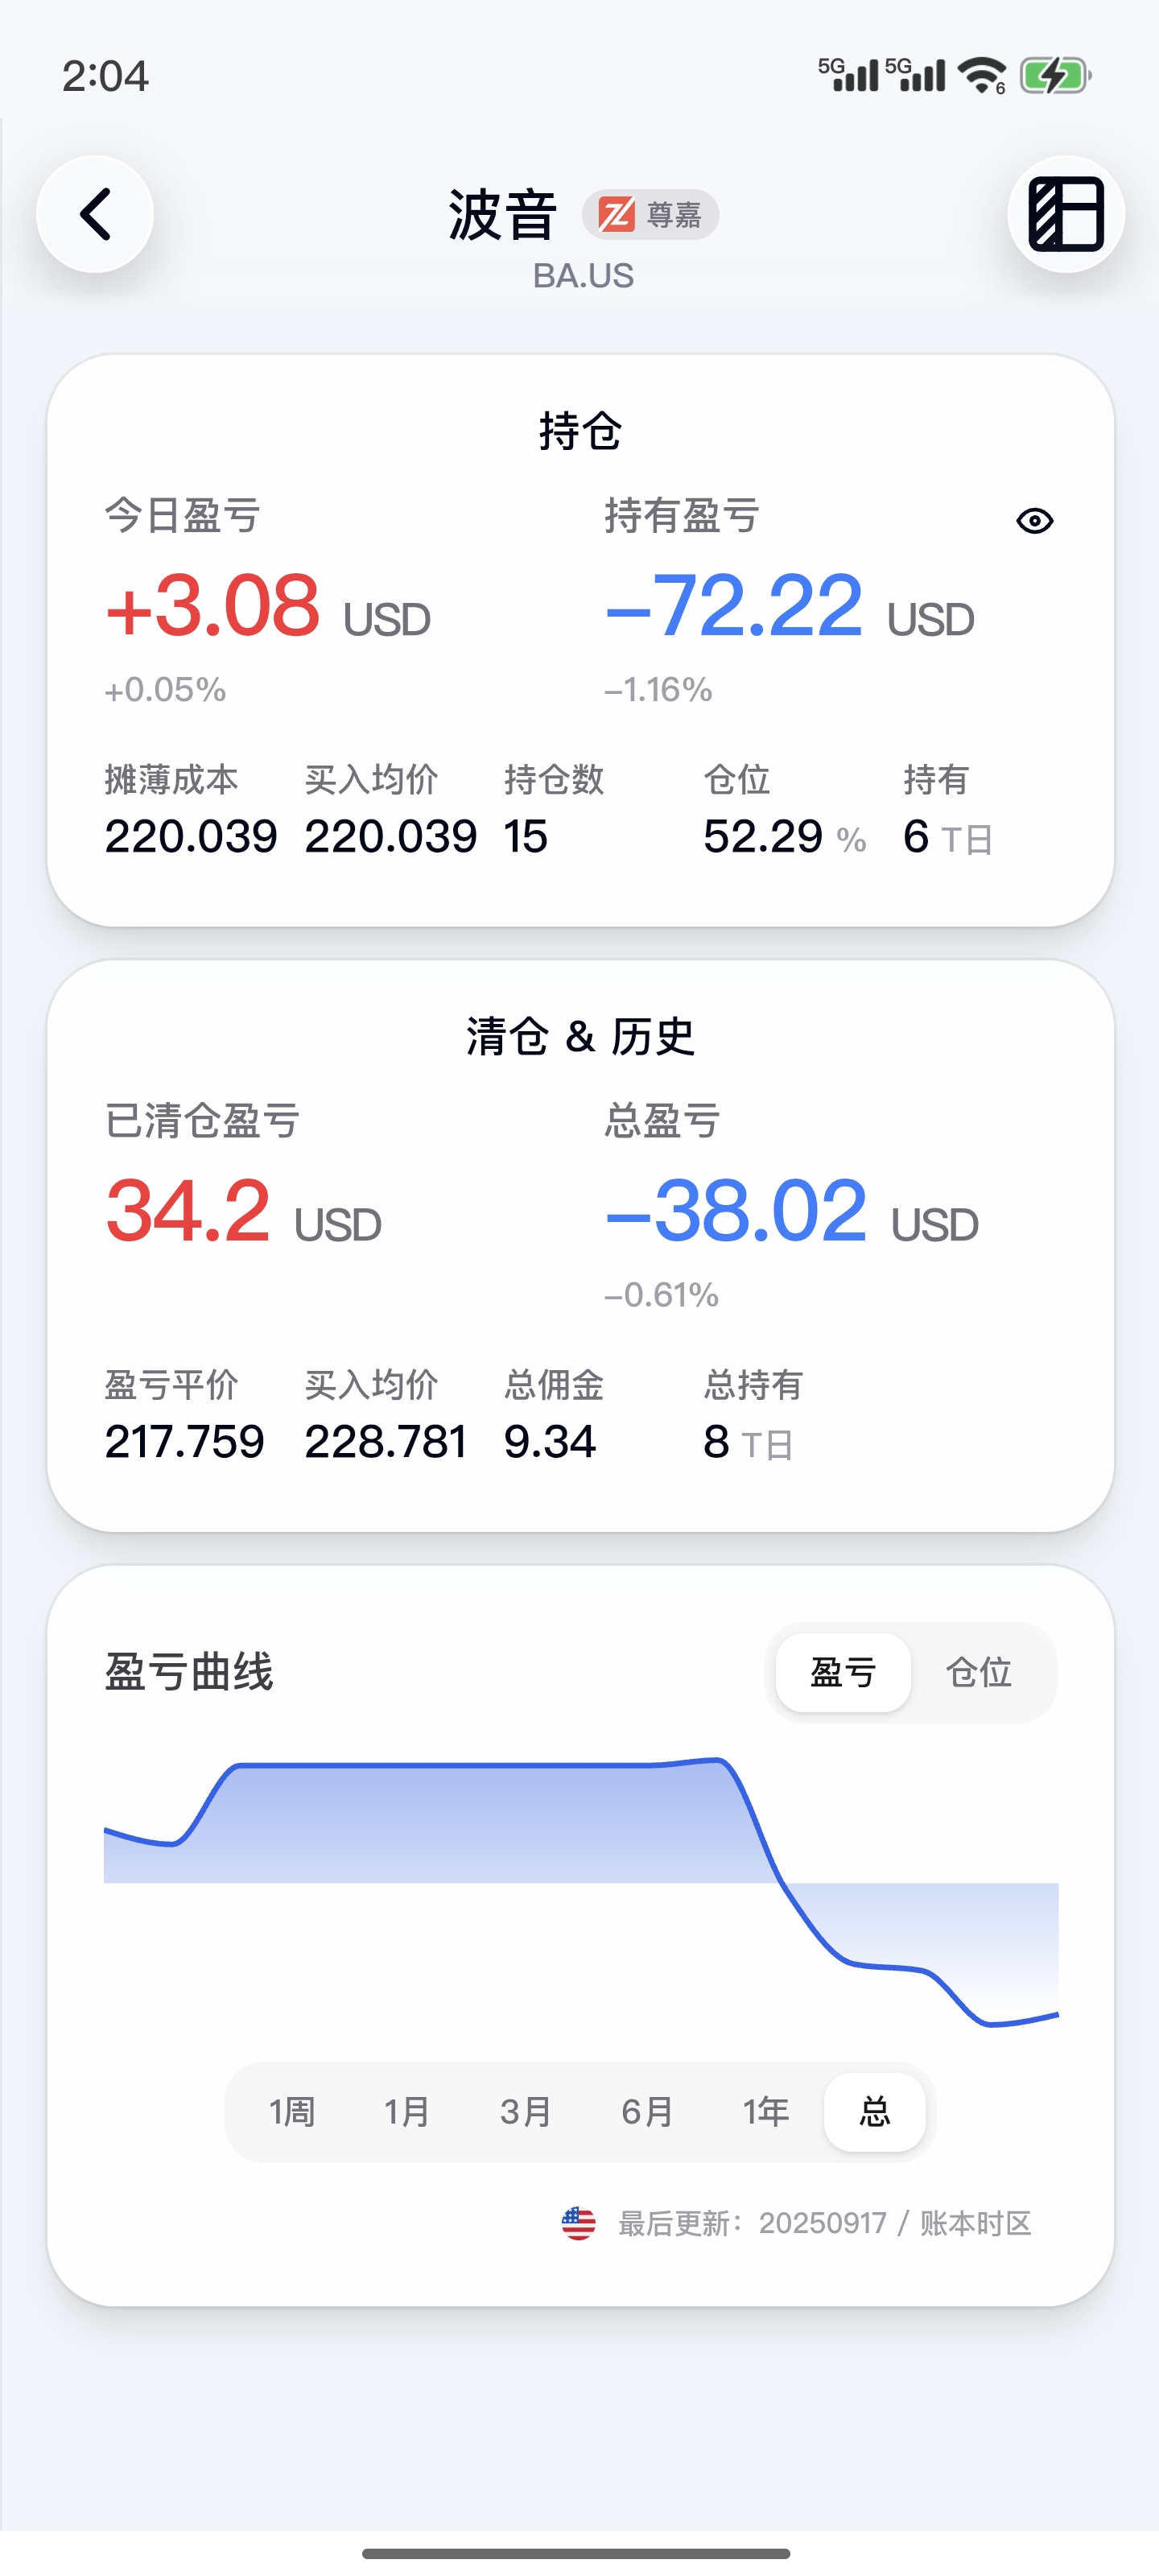 2:04
5G 5G 6
波音 尊嘉
BA.US
持仓
今日盈亏 持有盈亏
+3.08 USD −72.22 USD
+0.05% −1.16%
摊薄成本 买入均价 持仓数 仓位 持有
220.039 220.039 15 52.29 % 6 T日
清仓 & 历史
已清仓盈亏 总盈亏
34.2 USD −38.02 USD
−0.61%
盈亏平价 买入均价 总佣金 总持有
217.759 228.781 9.34 8 T日
盈亏曲线 盈亏 仓位
1周 1月 3月 6月 1年 总
最后更新：20250917 / 账本时区